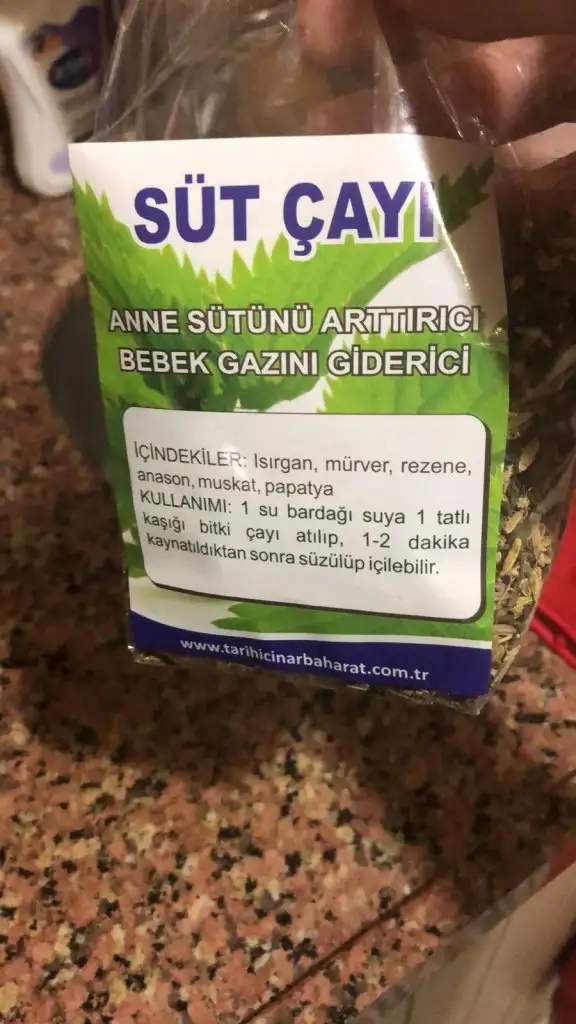 SÜT ÇAYI
ANNE SÜTÜNÜ ARTTIRICI
BEBEK GAZINI GİDERİCİ
İÇİNDEKİLER: Isırgan, mürver, rezene,
anason, muskat, papatya
KULLANIMI: 1 su bardağı suya 1 tatlı
kaşığı bitki çayı atılıp, 1-2 dakika
kaynatıldıktan sonra süzülüp içilebilir.
www.tarihicinarbaharat.com.tr